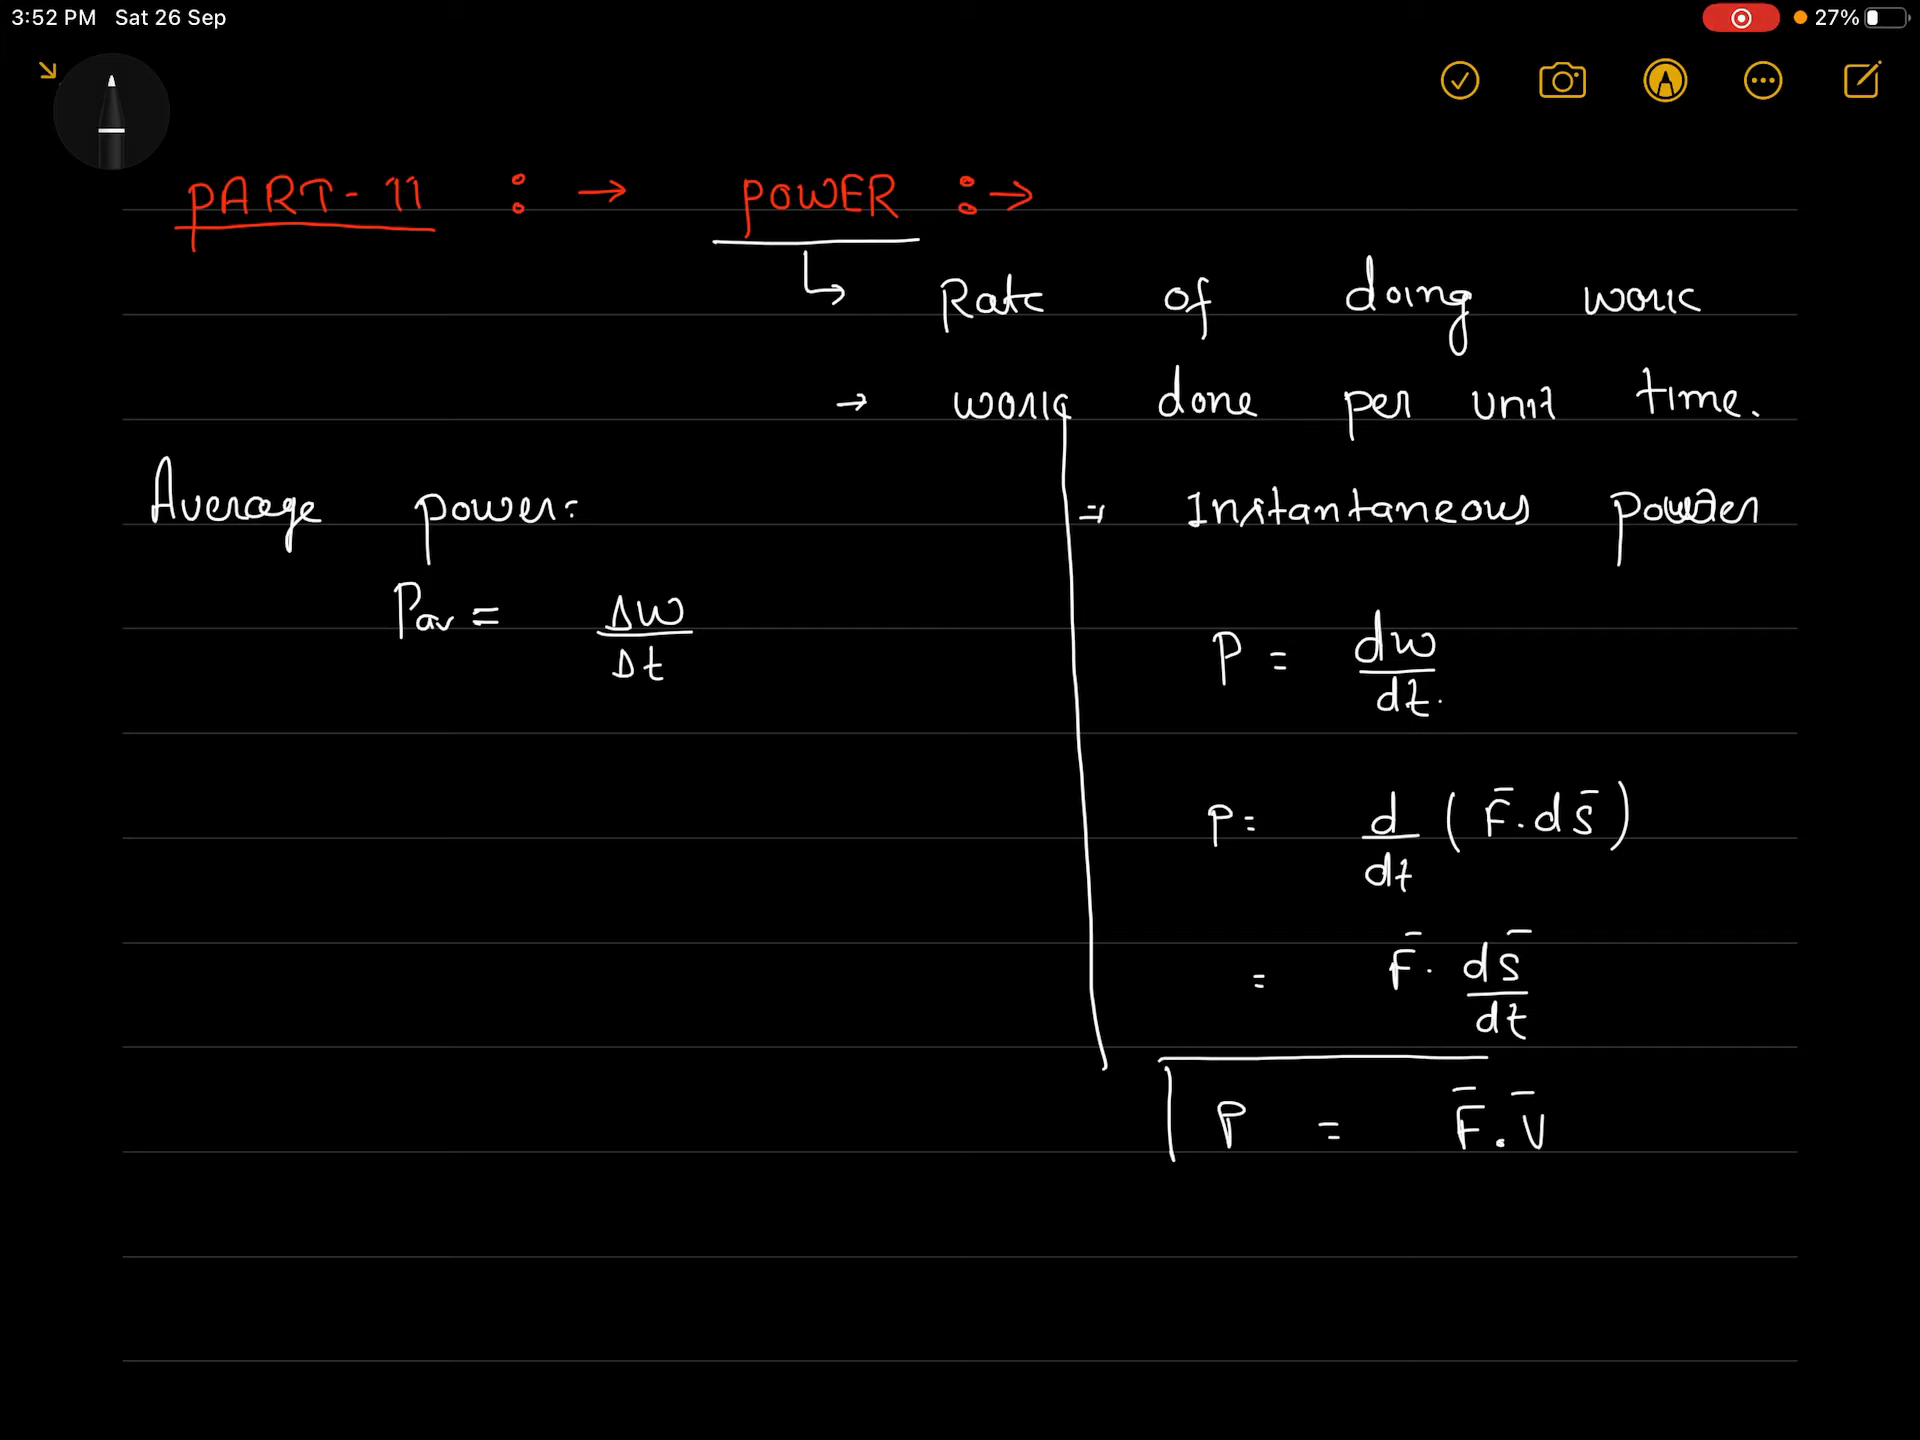 3:52 PM Sat 26 Sep
27%
PART-11 : → POWER :→
↳ Rate of doing work
→ work done per unit time.
Average power:
Pav = ΔW/Δt
⇒ Instantaneous power
P = dw/dt.
P = d/dt (F̄.ds̄)
= F̄. ds̄/dt
P = F̄.v̄